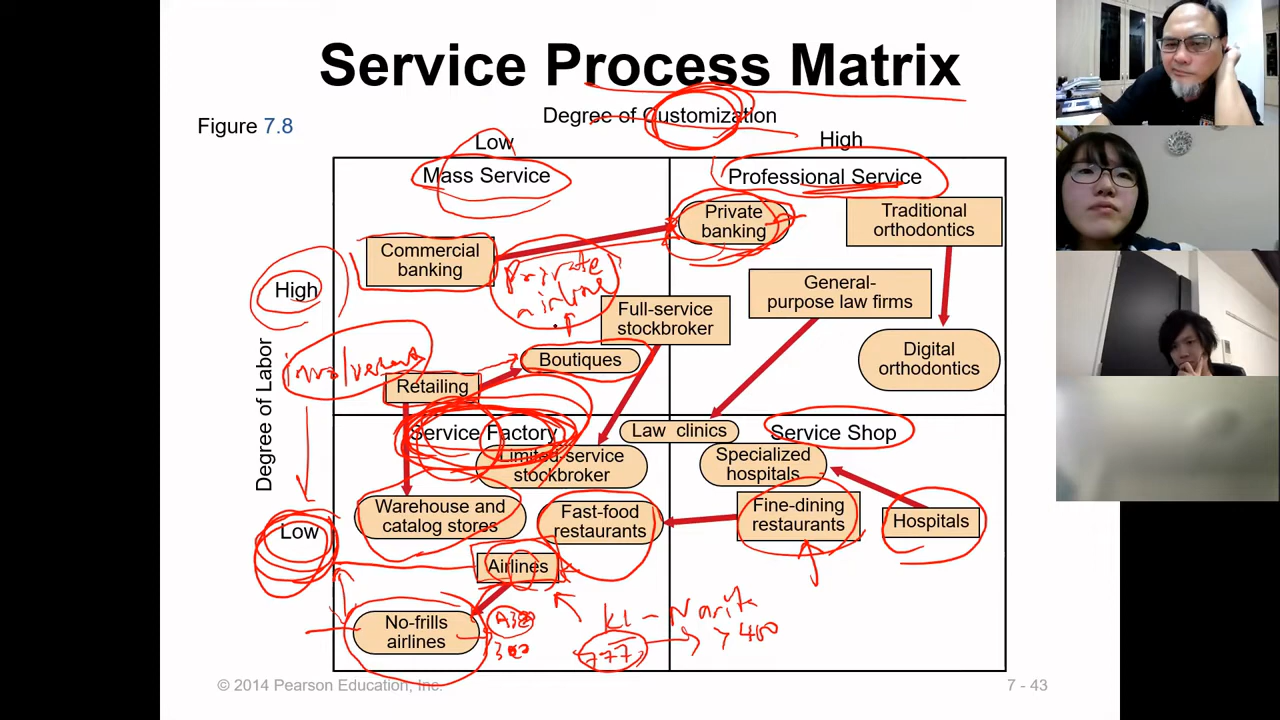 Service Process Matrix
Degree of Customization
Figure 7.8
Low
High
Mass Service
Professional Service
Private
banking
Traditional
orthodontics
Commercial
banking
Private
High
General-
purpose law firms
Full-service
stockbroker
Boutiques
Digital
orthodontics
Retailing
Degree of Labor
Service Factory
Law clinics
Service Shop
Limited-service
stockbroker
Specialized
hospitals
Warehouse and
catalog stores
Fast-food
restaurants
Fine-dining
restaurants
Hospitals
Low
Airlines
KL - Narita
No-frills
airlines
A380
777
> 400
© 2014 Pearson Education, Inc.
7 - 43